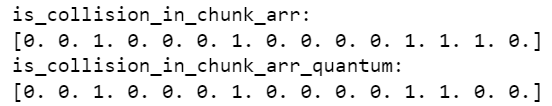 is_collision_in_chunk_arr:
[0. 0. 1. 0. 0. 0. 1. 0. 0. 0. 0. 1. 1. 1. 0.]
is_collision_in_chunk_arr_quantum:
[0. 0. 1. 0. 0. 0. 1. 0. 0. 0. 0. 1. 1. 0. 0.]